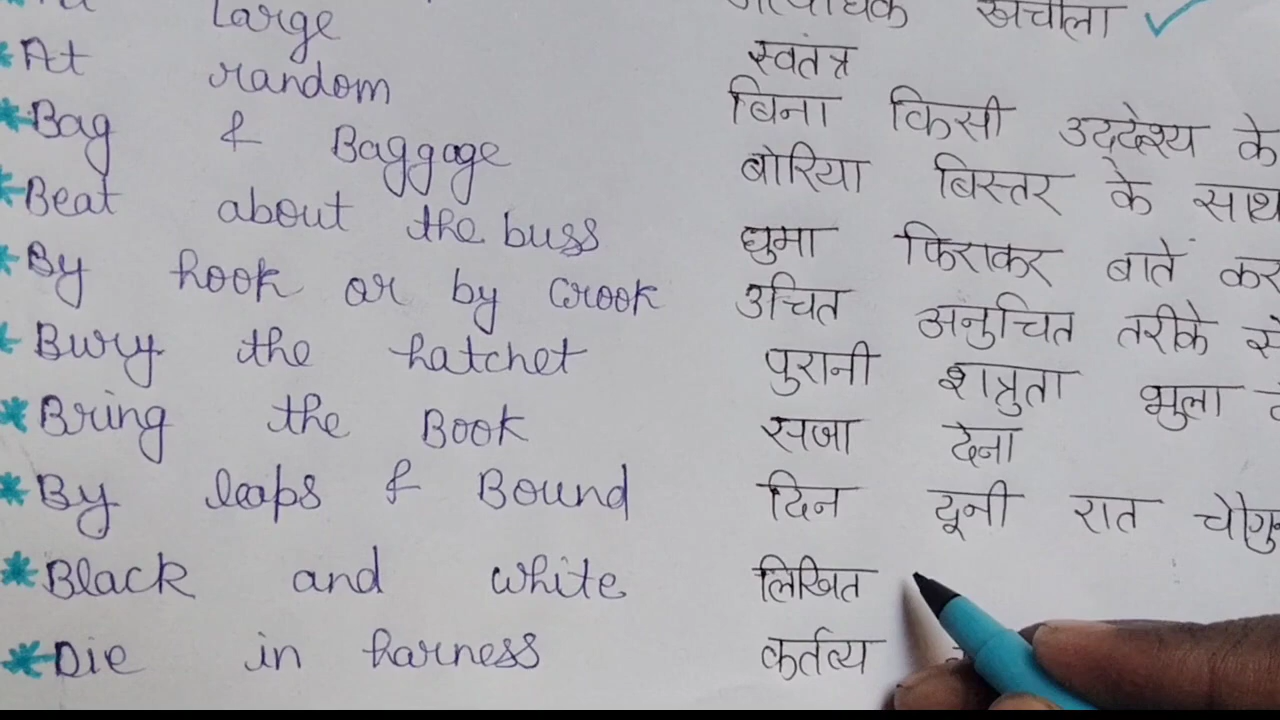 Large खर्चीला ✓
* At random स्वतंत्र
* Bag & Baggage बिना किसी उद्देश्य के
* Beat about the buss बोरिया बिस्तर के साथ
* By hook or by crook घुमा फिराकर बातें कर
* Bury the hatchet उचित अनुचित तरीके से
* Bring the Book पुरानी शत्रुता भुला
* By leaps & Bound सजा देना
* Black and white दिन दूनी रात चौगु
* Die in harness लिखित
कर्तव्य